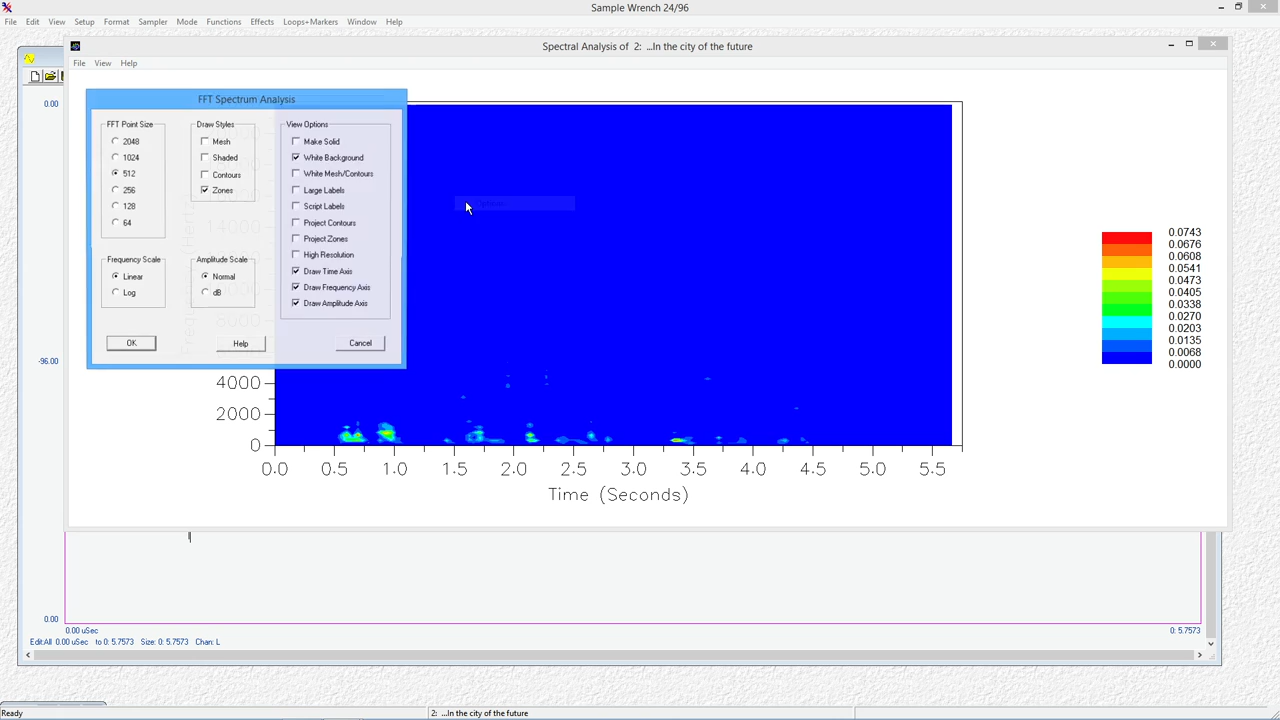 Sample Wrench 24/96
File Edit View Setup Format Sampler Mode Functions Effects Loops+Markers Window Help
Spectral Analysis of 2: ...In the city of the future
File View Help
0.00
-96.00
0.00
FFT Spectrum Analysis
FFT Point Size
2048
1024
512
256
128
64
Draw Styles
Mesh
Shaded
Contours
Zones
View Options
Make Solid
White Background
White Mesh/Contours
Large Labels
Script Labels
Project Contours
Project Zones
High Resolution
Draw Time Axis
Draw Frequency Axis
Draw Amplitude Axis
Frequency Scale
Linear
Log
Amplitude Scale
Normal
dB
OK Help Cancel
14000
8000
4000
2000
0
0.0 0.5 1.0 1.5 2.0 2.5 3.0 3.5 4.0 4.5 5.0 5.5
Time (Seconds)
0.0743
0.0676
0.0608
0.0541
0.0473
0.0405
0.0338
0.0270
0.0203
0.0135
0.0068
0.0000
0.00 uSec 0: 5.7573
Edit:All 0.00 uSec to 0: 5.7573 Size: 0: 5.7573 Chan: L
Ready 2: ...In the city of the future